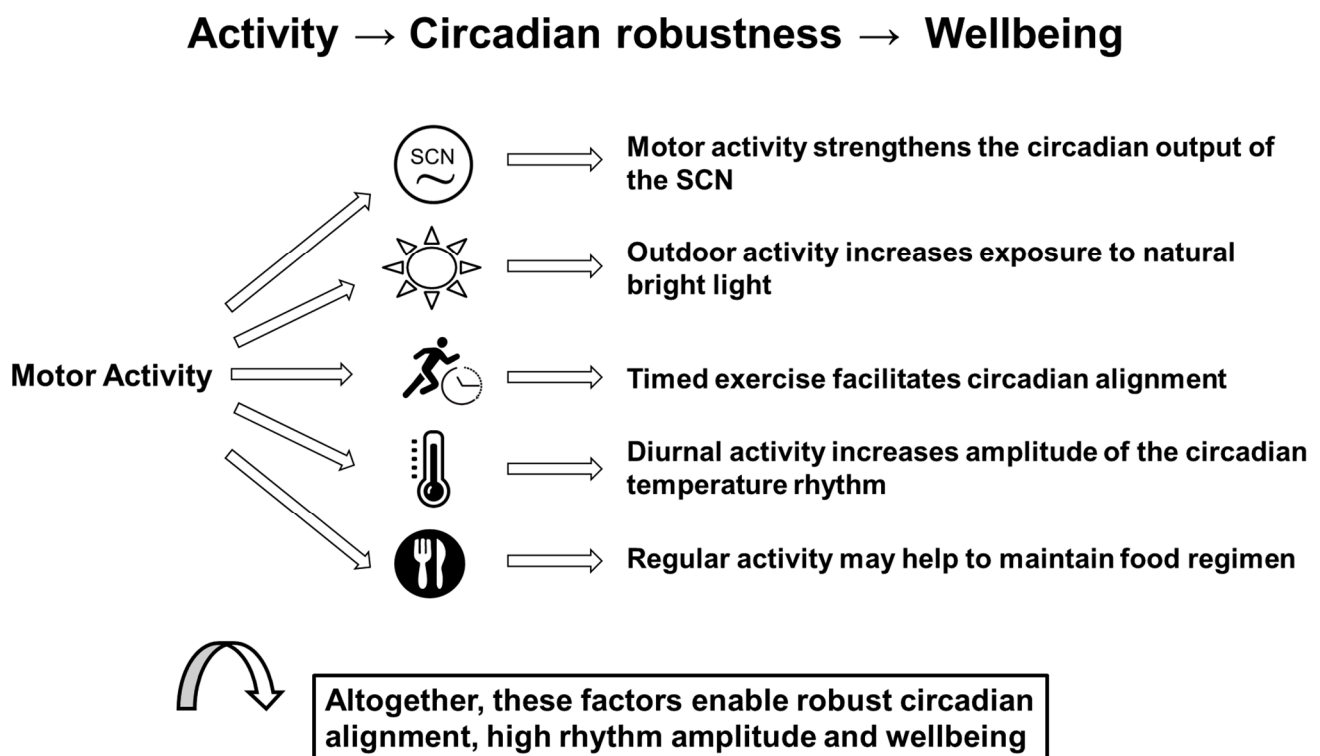 Activity → Circadian robustness → Wellbeing
SCN
Motor activity strengthens the circadian output of
the SCN
Outdoor activity increases exposure to natural
bright light
Motor Activity
Timed exercise facilitates circadian alignment
Diurnal activity increases amplitude of the circadian
temperature rhythm
Regular activity may help to maintain food regimen
Altogether, these factors enable robust circadian
alignment, high rhythm amplitude and wellbeing